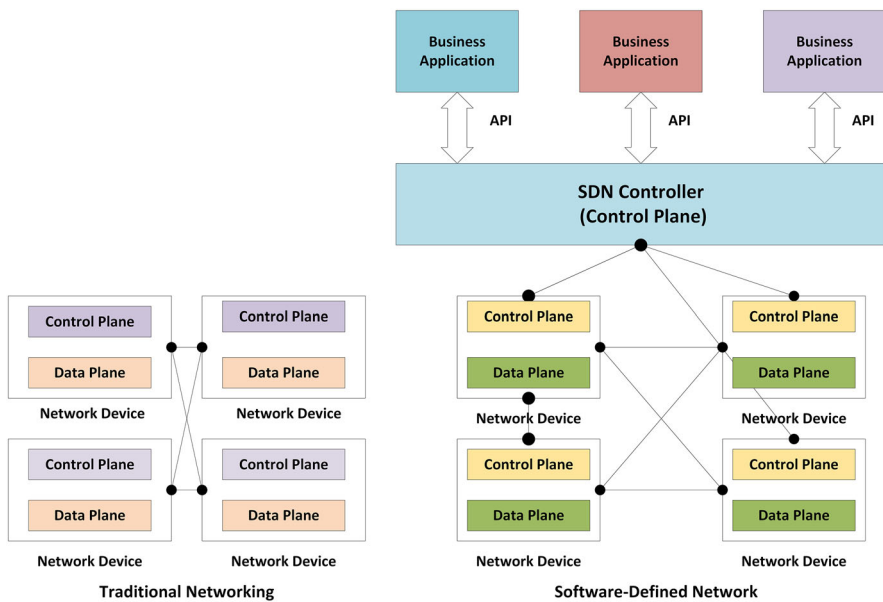 Business
Application
Business
Application
Business
Application
API
API
API
SDN Controller
(Control Plane)
Control Plane
Data Plane
Network Device
Control Plane
Data Plane
Network Device
Control Plane
Data Plane
Network Device
Control Plane
Data Plane
Network Device
Traditional Networking
Control Plane
Data Plane
Network Device
Control Plane
Data Plane
Network Device
Control Plane
Data Plane
Network Device
Control Plane
Data Plane
Network Device
Software-Defined Network